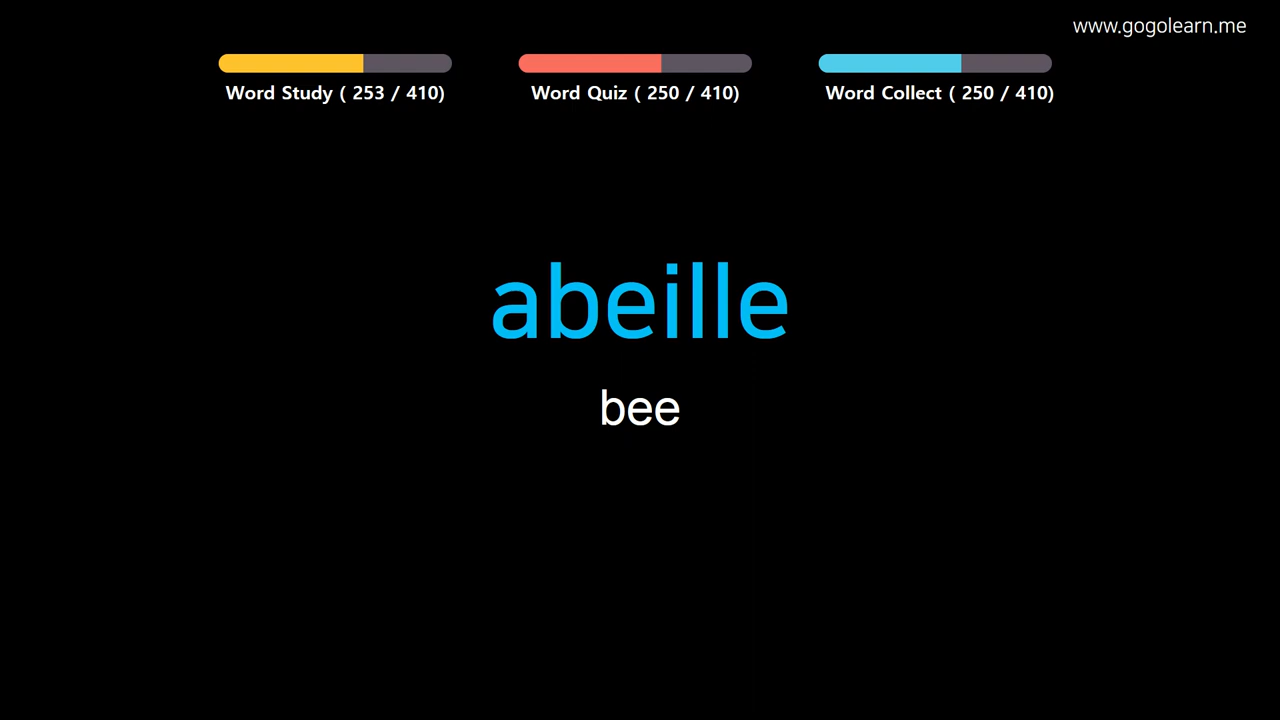 www.gogolearn.me
Word Study ( 253 / 410)
Word Quiz ( 250 / 410)
Word Collect ( 250 / 410)
abeille
bee